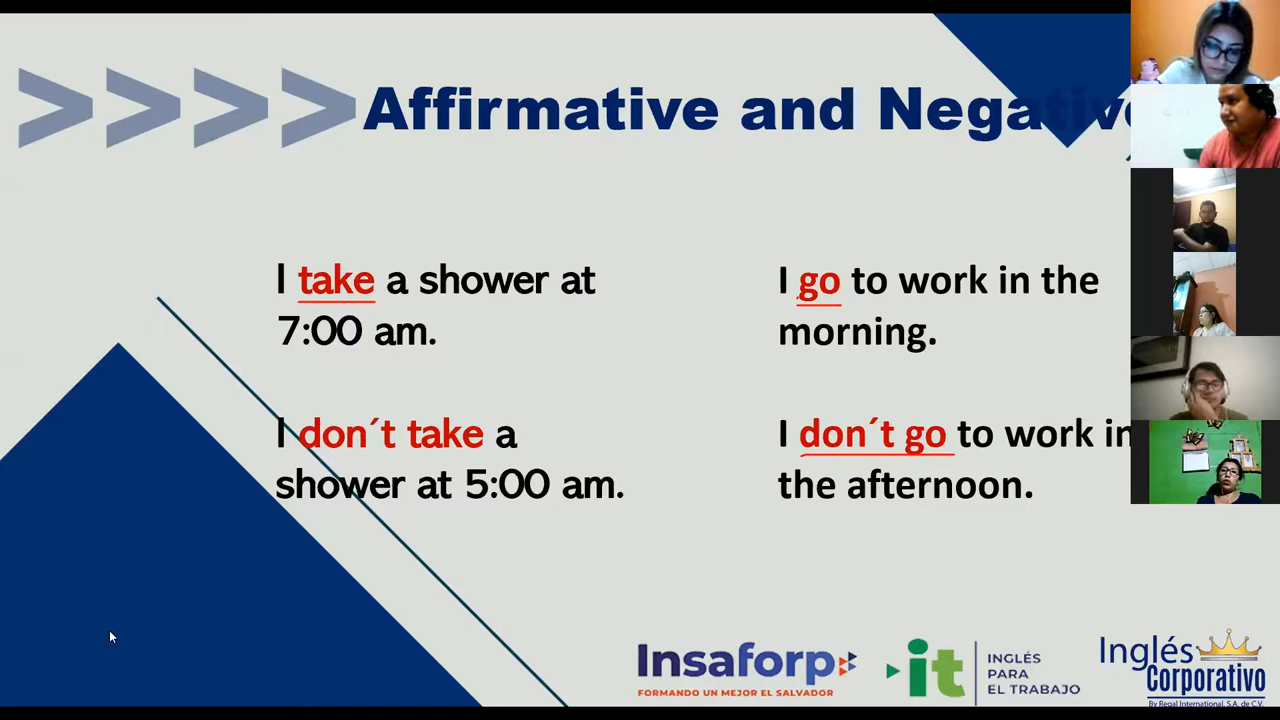 >>>> Affirmative and Negative
I take a shower at
7:00 am.
I don´t take a
shower at 5:00 am.
I go to work in the
morning.
I don´t go to work in
the afternoon.
Insaforp
FORMANDO UN MEJOR EL SALVADOR
it
INGLÉS
PARA
EL TRABAJO
Inglés
Corporativo
By Regal International, S.A. de C.V.